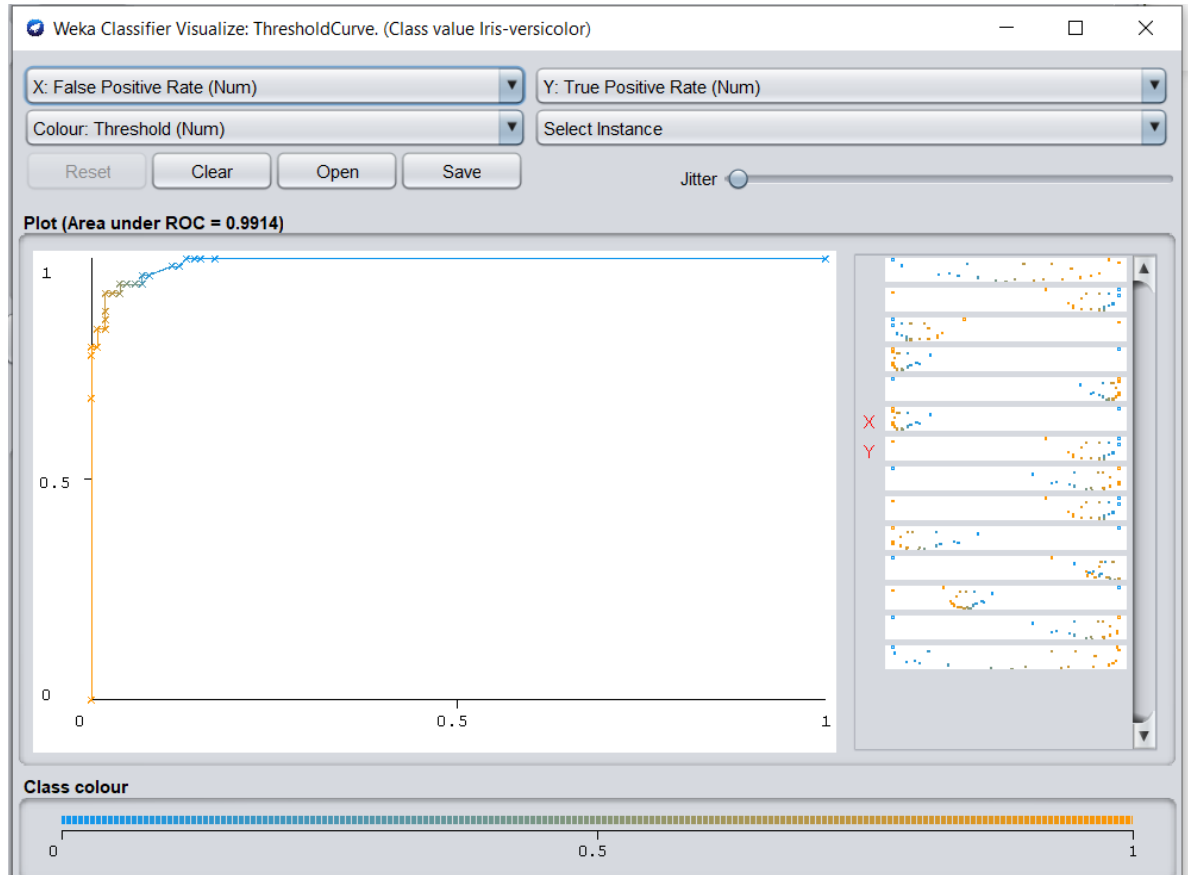 Weka Classifier Visualize: ThresholdCurve. (Class value Iris-versicolor)
X: False Positive Rate (Num)
Y: True Positive Rate (Num)
Colour: Threshold (Num)
Select Instance
Reset
Clear
Open
Save
Jitter
Plot (Area under ROC = 0.9914)
1
0.5
0
0
0.5
1
X
Y
Class colour
0
0.5
1